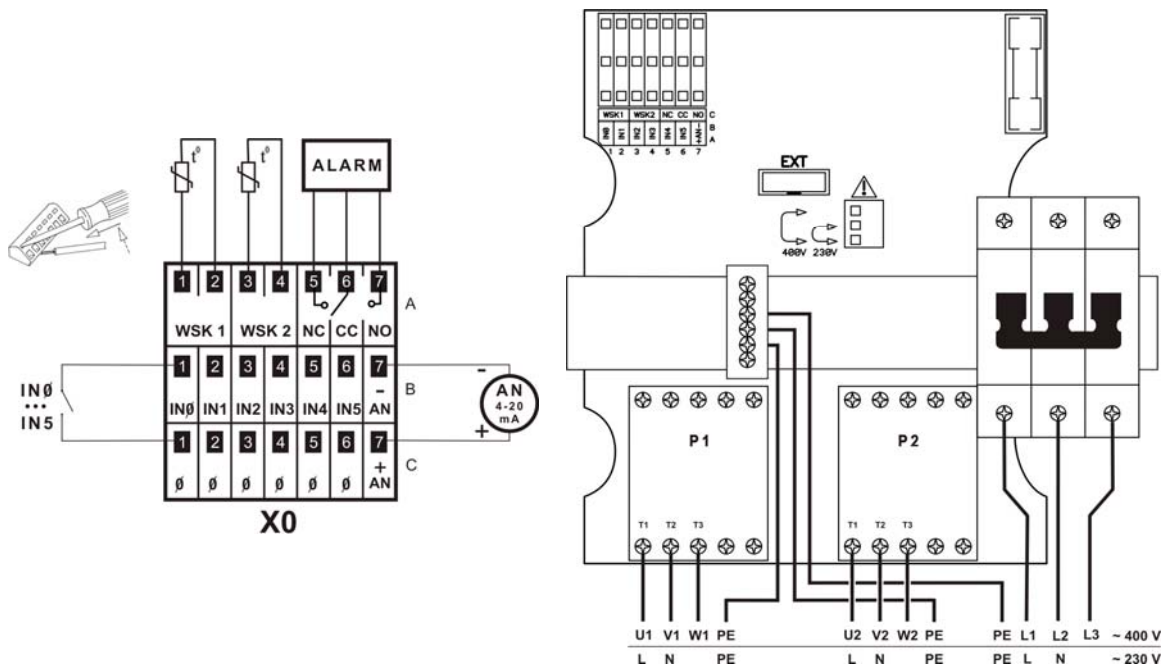 t°
t°
ALARM
1 2 3 4 5 6 7
A
WSK 1 WSK 2 NC CC NO
1 2 3 4 5 6 7
-
B
INØ IN1 IN2 IN3 IN4 IN5 AN
1 2 3 4 5 6 7
+
C
Ø Ø Ø Ø Ø Ø AN
X0
INØ
•••
IN5
-
AN
4-20
mA
+
WSK1 WSK2 NC CC NO C
B
INØ IN1 IN2 IN3 IN4 IN5 +AN- A
1 2 3 4 5 6 7
EXT
400V 230V
P1
P2
T1 T2 T3
T1 T2 T3
U1 V1 W1 PE U2 V2 W2 PE PE L1 L2 L3 ~ 400 V
L N PE L N PE PE L N ~ 230 V